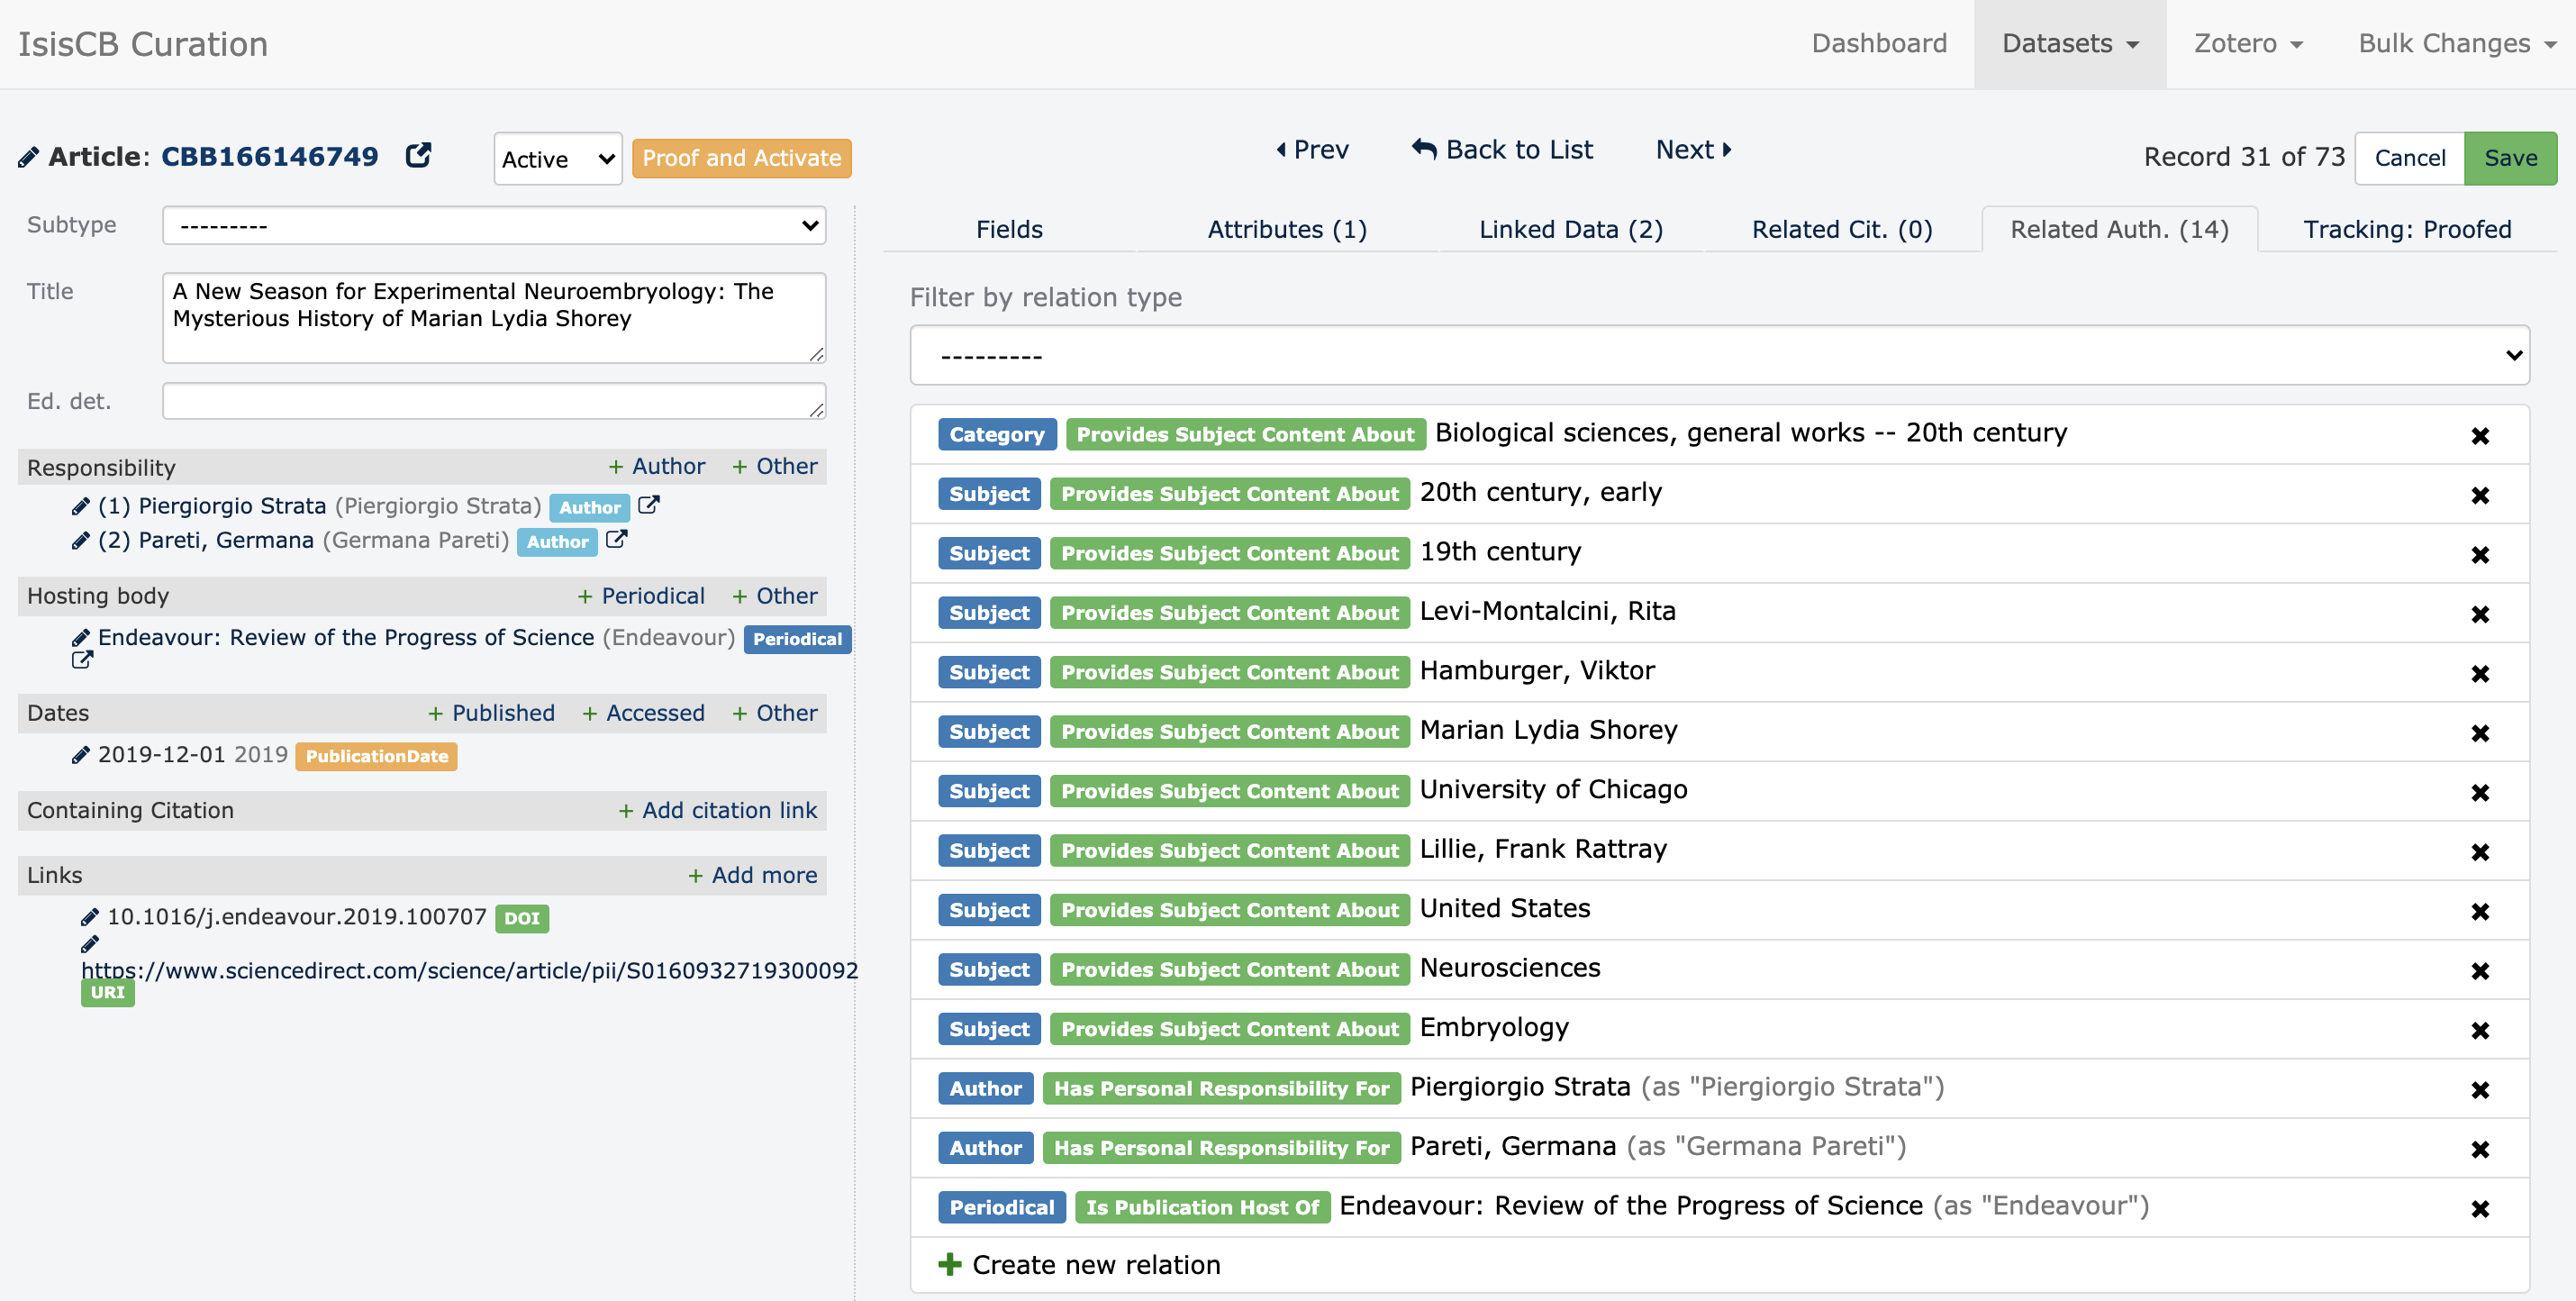 IsisCB Curation
Dashboard Datasets Zotero Bulk Changes
Article: CBB166146749 Active Proof and Activate
Prev Back to List Next
Record 31 of 73 Cancel Save
Subtype ---------
Title A New Season for Experimental Neuroembryology: The
Mysterious History of Marian Lydia Shorey
Ed. det.
Responsibility + Author + Other
(1) Piergiorgio Strata (Piergiorgio Strata) Author
(2) Pareti, Germana (Germana Pareti) Author
Hosting body + Periodical + Other
Endeavour: Review of the Progress of Science (Endeavour) Periodical
Dates + Published + Accessed + Other
2019-12-01 2019 PublicationDate
Containing Citation + Add citation link
Links + Add more
10.1016/j.endeavour.2019.100707 DOI
https://www.sciencedirect.com/science/article/pii/S0160932719300092
URI
Fields Attributes (1) Linked Data (2) Related Cit. (0) Related Auth. (14) Tracking: Proofed
Filter by relation type
---------
Category Provides Subject Content About Biological sciences, general works -- 20th century
Subject Provides Subject Content About 20th century, early
Subject Provides Subject Content About 19th century
Subject Provides Subject Content About Levi-Montalcini, Rita
Subject Provides Subject Content About Hamburger, Viktor
Subject Provides Subject Content About Marian Lydia Shorey
Subject Provides Subject Content About University of Chicago
Subject Provides Subject Content About Lillie, Frank Rattray
Subject Provides Subject Content About United States
Subject Provides Subject Content About Neurosciences
Subject Provides Subject Content About Embryology
Author Has Personal Responsibility For Piergiorgio Strata (as "Piergiorgio Strata")
Author Has Personal Responsibility For Pareti, Germana (as "Germana Pareti")
Periodical Is Publication Host Of Endeavour: Review of the Progress of Science (as "Endeavour")
Create new relation